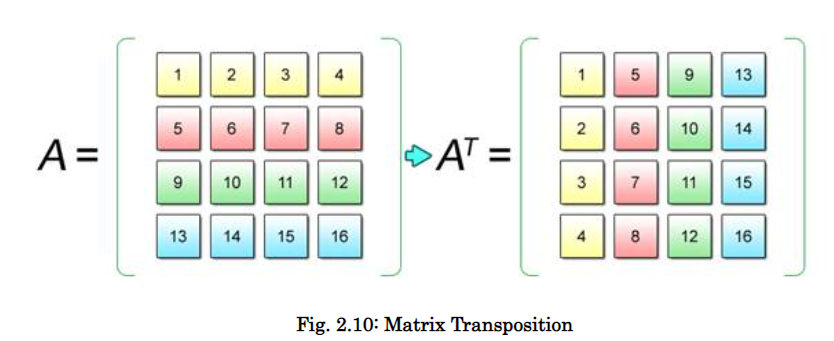 1 2 3 4 1 5 9 13
5 6 7 8 2 6 10 14
A = Aᵀ =
9 10 11 12 3 7 11 15
13 14 15 16 4 8 12 16
Fig. 2.10: Matrix Transposition